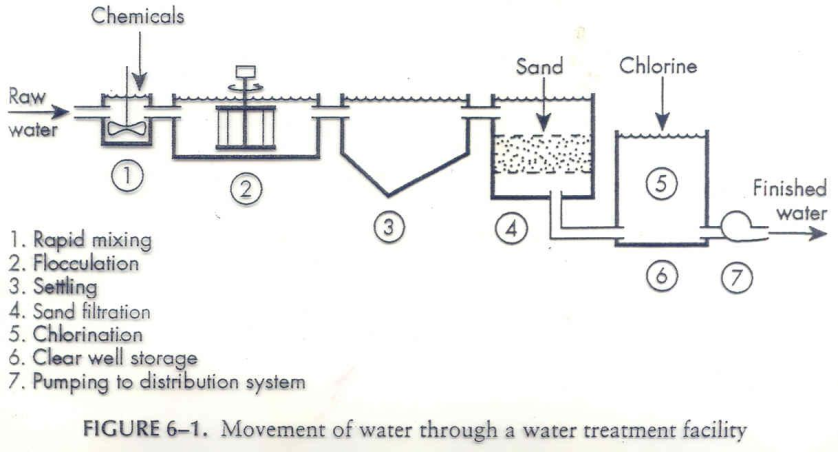 Chemicals
Raw
water
Sand
Chlorine
Finished
water
1
2
3
4
5
6
7
1. Rapid mixing
2. Flocculation
3. Settling
4. Sand filtration
5. Chlorination
6. Clear well storage
7. Pumping to distribution system
FIGURE 6–1. Movement of water through a water treatment facility